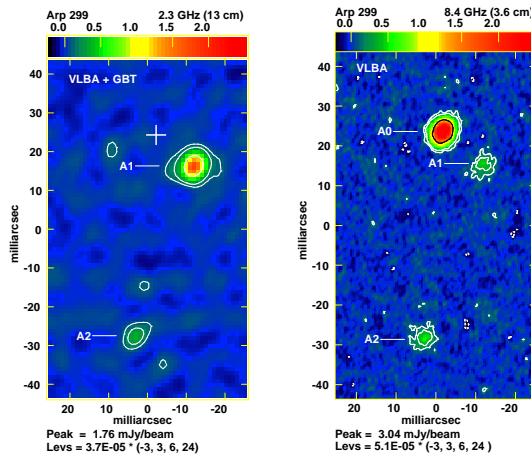 Arp 299 2.3 GHz (13 cm)
0.0 0.5 1.0 1.5
VLBA + GBT
A1
A2
40
30
20
10
0
-10
-20
-30
-40
milliarcsec
20 10 0 -10 -20
milliarcsec
Peak = 1.76 mJy/beam
Levs = 3.7E-05 * (-3, 3, 6, 24)
Arp 299 8.4 GHz (3.6 cm)
0.0 0.5 1.0 1.5 2.0
VLBA
A0
A1
A2
40
30
20
10
0
-10
-20
-30
-40
milliarcsec
20 10 0 -10 -20
milliarcsec
Peak = 3.04 mJy/beam
Levs = 5.1E-05 * (-3, 3, 6, 24 )